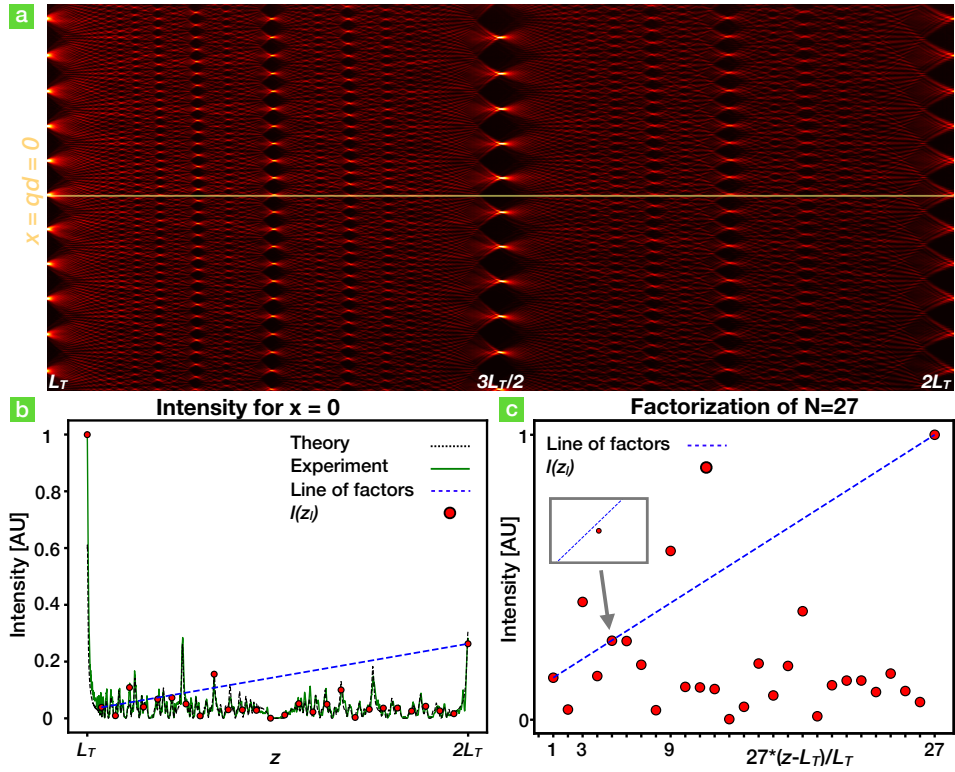 a
x = qd = 0
L_T
3L_T/2
2L_T
b
Intensity for x = 0
Intensity [AU]
1
0.8
0.6
0.4
0.2
0
Theory
Experiment
Line of factors
I(z_l)
L_T
z
2L_T
c
Factorization of N=27
Intensity [AU]
1
0
Line of factors
I(z_l)
1
3
9
27*(z-L_T)/L_T
27